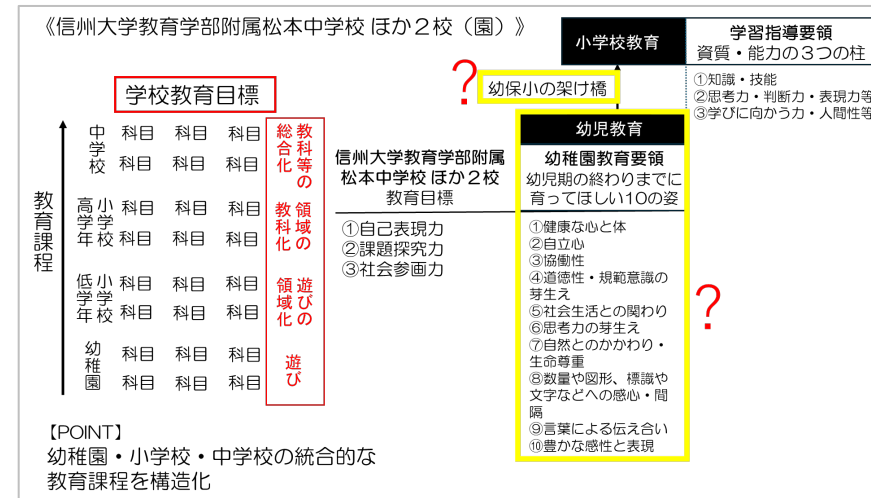 《信州大学教育学部附属松本中学校 ほか２校（園）》
学校教育目標
教育課程
中学校
科目 科目 科目
科目 科目 科目
教科等の総合化
小学校高学年
科目 科目 科目
科目 科目 科目
領域の教科化
小学校低学年
科目 科目 科目
科目 科目 科目
遊びの領域化
幼稚園
科目 科目 科目
科目 科目 科目
遊び
【POINT】
幼稚園・小学校・中学校の統合的な
教育課程を構造化
信州大学教育学部附属
松本中学校 ほか２校
教育目標
①自己表現力
②課題探究力
③社会参画力
小学校教育
学習指導要領
資質・能力の３つの柱
①知識・技能
②思考力・判断力・表現力等
③学びに向かう力・人間性等
?
幼保小の架け橋
幼児教育
幼稚園教育要領
幼児期の終わりまでに
育ってほしい10の姿
①健康な心と体
②自立心
③協働性
④道徳性・規範意識の
芽生え
⑤社会生活との関わり
⑥思考力の芽生え
⑦自然とのかかわり・
生命尊重
⑧数量や図形、標識や
文字などへの感心・間
隔
⑨言葉による伝え合い
⑩豊かな感性と表現
?